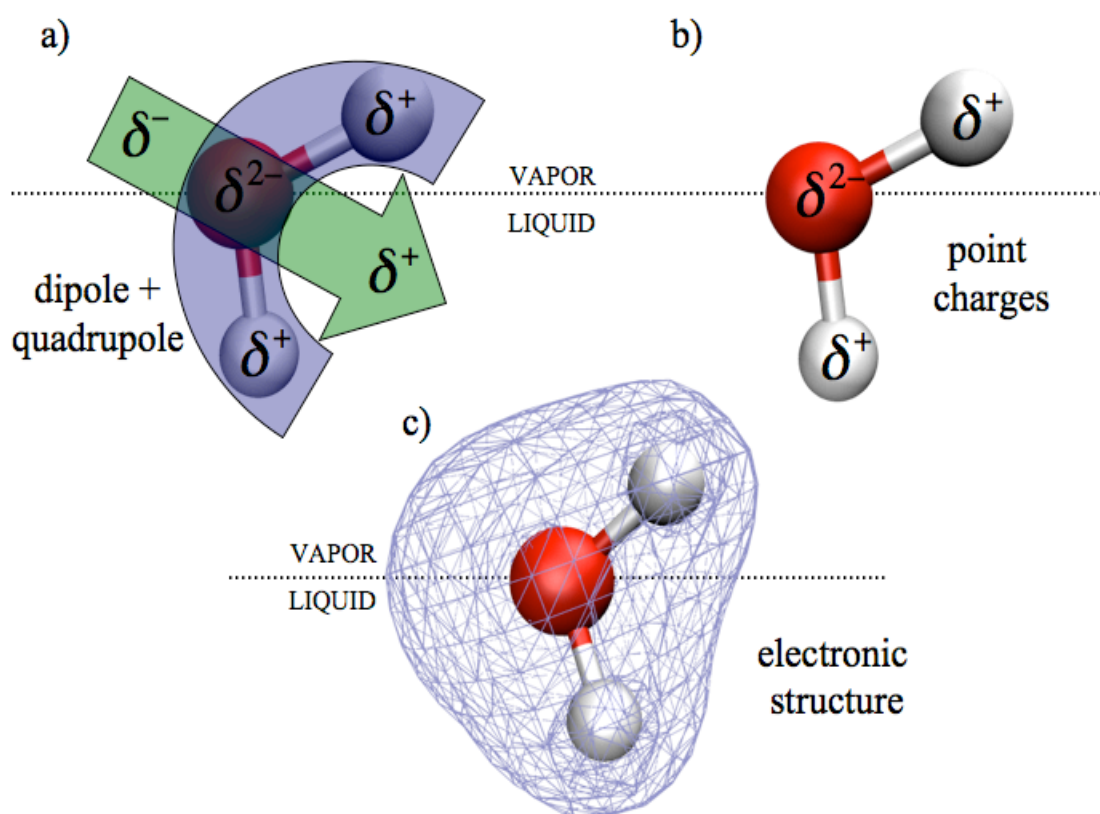 a)
b)
δ⁻
δ⁺
δ²⁻
δ⁺
δ⁺
VAPOR
LIQUID
dipole +
quadrupole
δ⁺
δ²⁻
δ⁺
point
charges
c)
VAPOR
LIQUID
electronic
structure